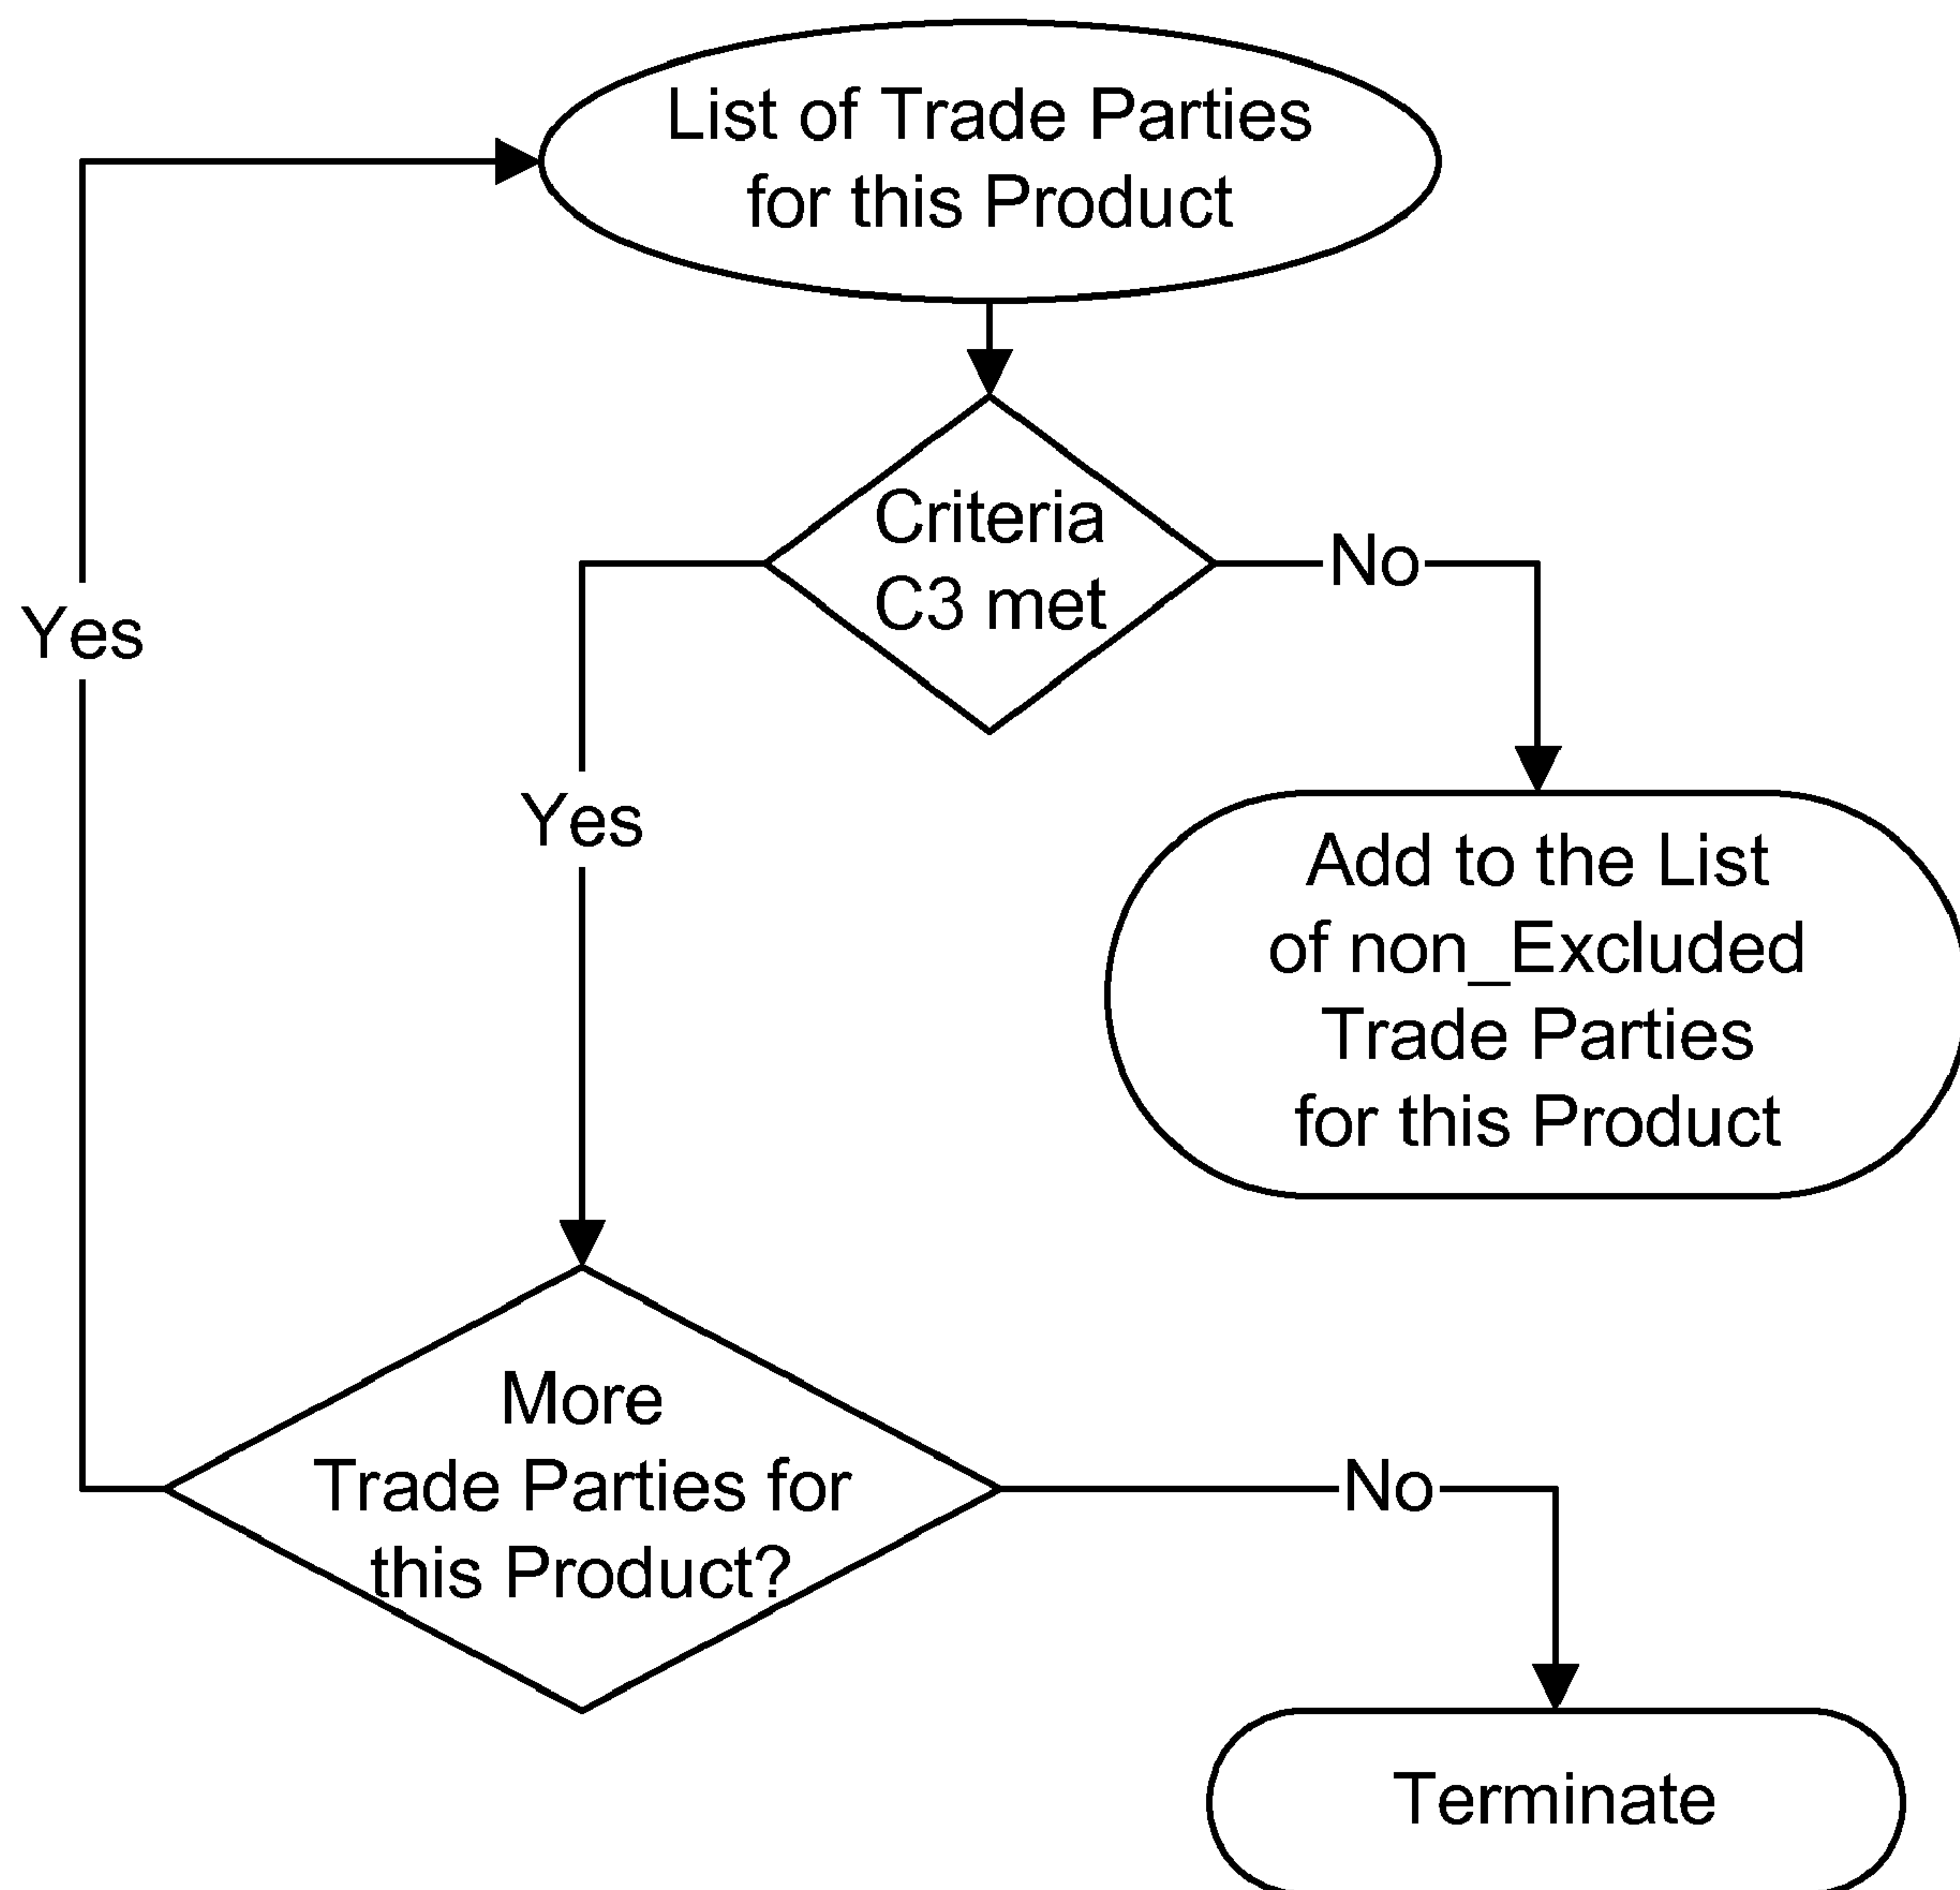 List of Trade Parties
for this Product
Criteria
C3 met
No
Yes
Yes
Add to the List
of non_Excluded
Trade Parties
for this Product
More
Trade Parties for
this Product?
No
Terminate